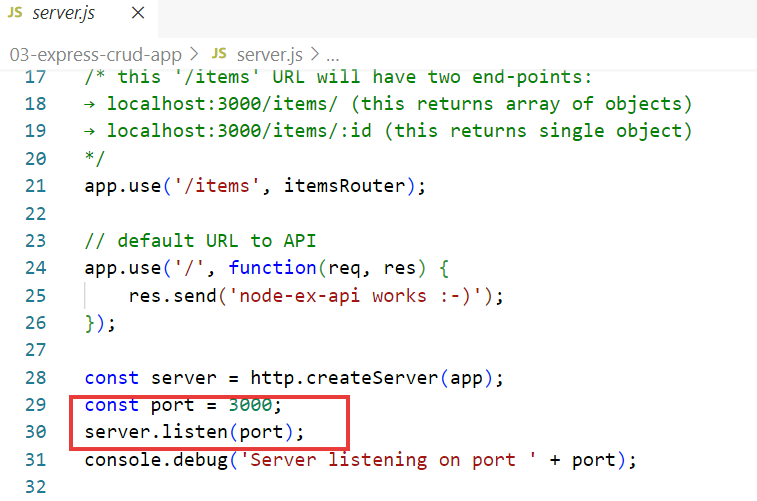 JS server.js ×
03-express-crud-app > JS server.js > ...
17 /* this '/items' URL will have two end-points:
18 → localhost:3000/items/ (this returns array of objects)
19 → localhost:3000/items/:id (this returns single object)
20 */
21 app.use('/items', itemsRouter);
22
23 // default URL to API
24 app.use('/', function(req, res) {
25     res.send('node-ex-api works :-)');
26 });
27
28 const server = http.createServer(app);
29 const port = 3000;
30 server.listen(port);
31 console.debug('Server listening on port ' + port);
32